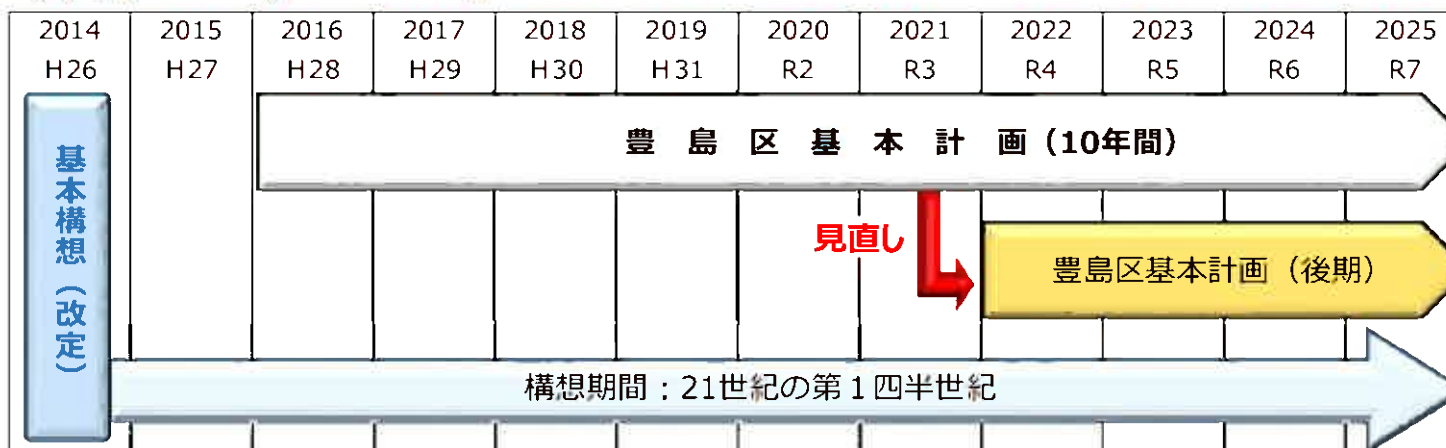 2014 2015 2016 2017 2018 2019 2020 2021 2022 2023 2024 2025
H26 H27 H28 H29 H30 H31 R2 R3 R4 R5 R6 R7
豊島区基本計画（10年間）
基本構想（改定）
見直し
豊島区基本計画（後期）
構想期間：21世紀の第１四半世紀